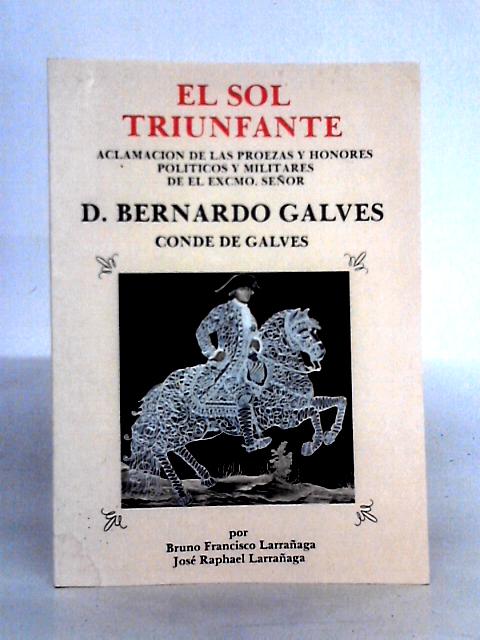 EL SOL
TRIUNFANTE
ACLAMACION DE LAS PROEZAS Y HONORES
POLITICOS Y MILITARES
DE EL EXCMO. SEÑOR
D. BERNARDO GALVES
CONDE DE GALVES
por
Bruno Francisco Larrañaga
José Raphael Larrañaga